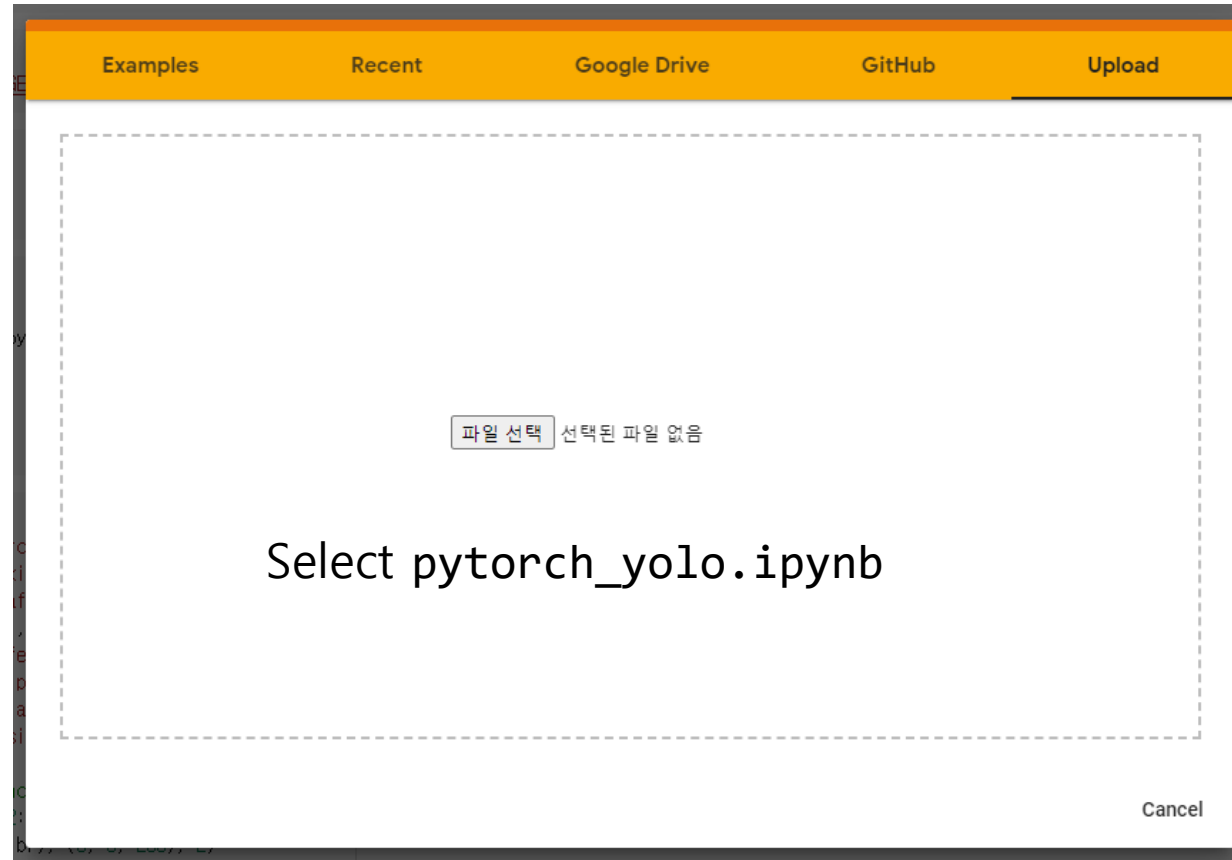 Examples Recent Google Drive GitHub Upload
파일 선택 선택된 파일 없음
Select pytorch_yolo.ipynb
Cancel